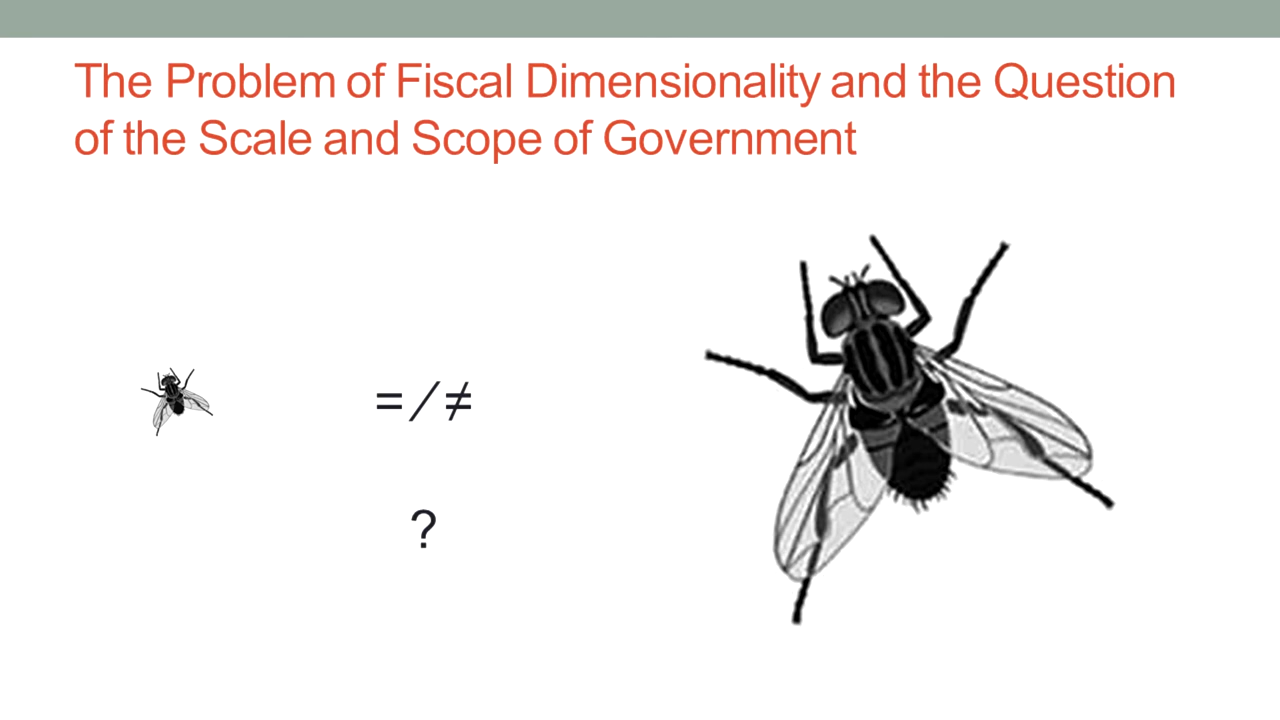 The Problem of Fiscal Dimensionality and the Question
of the Scale and Scope of Government
= ∕ ≠
?